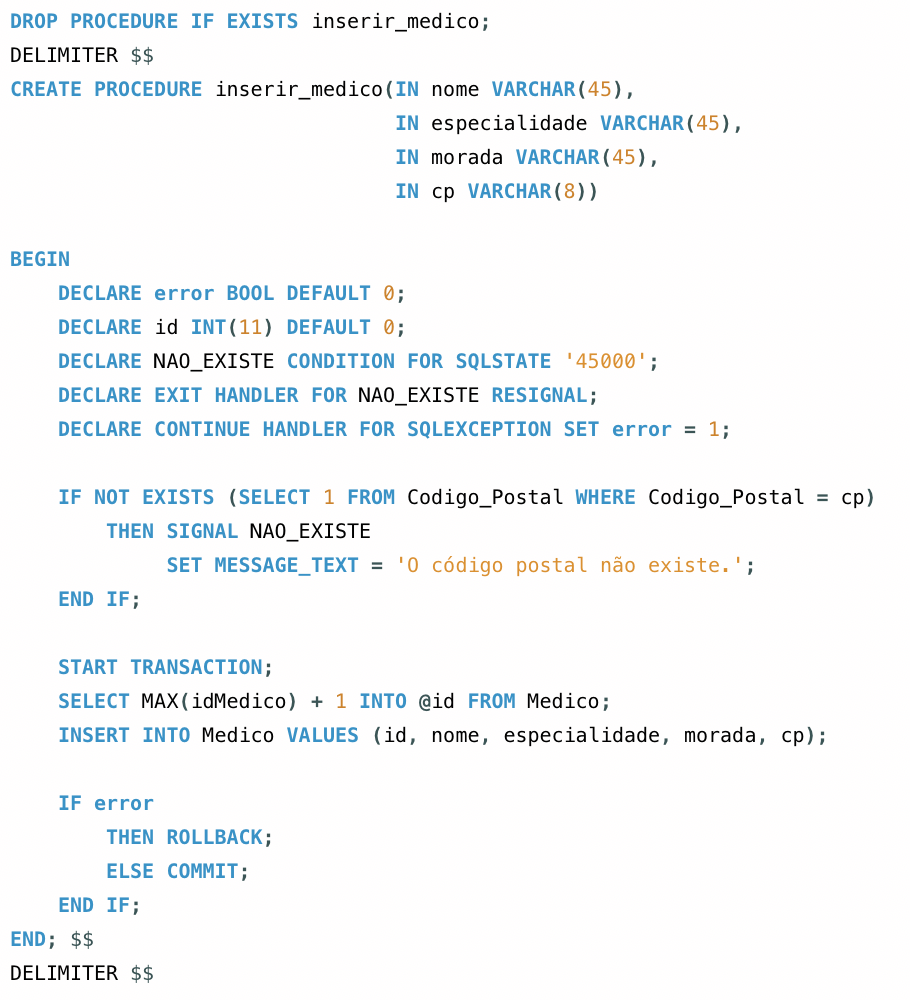 DROP PROCEDURE IF EXISTS inserir_medico;
DELIMITER $$
CREATE PROCEDURE inserir_medico(IN nome VARCHAR(45),
                                IN especialidade VARCHAR(45),
                                IN morada VARCHAR(45),
                                IN cp VARCHAR(8))

BEGIN
    DECLARE error BOOL DEFAULT 0;
    DECLARE id INT(11) DEFAULT 0;
    DECLARE NAO_EXISTE CONDITION FOR SQLSTATE '45000';
    DECLARE EXIT HANDLER FOR NAO_EXISTE RESIGNAL;
    DECLARE CONTINUE HANDLER FOR SQLEXCEPTION SET error = 1;

    IF NOT EXISTS (SELECT 1 FROM Codigo_Postal WHERE Codigo_Postal = cp)
        THEN SIGNAL NAO_EXISTE
             SET MESSAGE_TEXT = 'O código postal não existe.';
    END IF;

    START TRANSACTION;
    SELECT MAX(idMedico) + 1 INTO @id FROM Medico;
    INSERT INTO Medico VALUES (id, nome, especialidade, morada, cp);

    IF error
        THEN ROLLBACK;
        ELSE COMMIT;
    END IF;
END; $$
DELIMITER $$